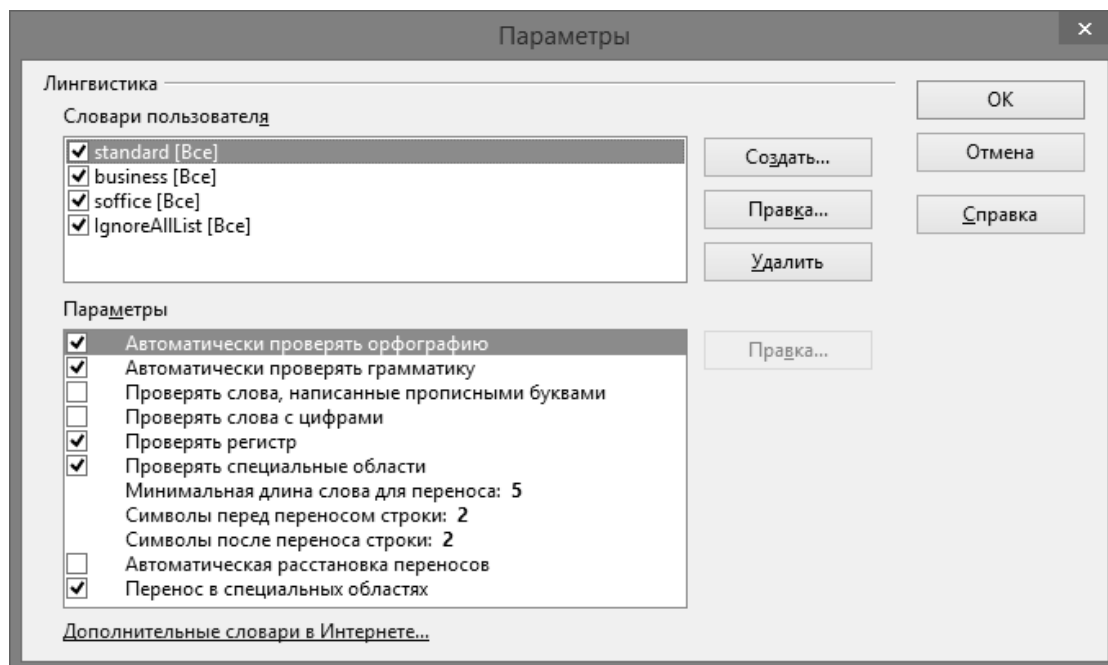 Параметры
Лингвистика
Словари пользователя
standard [Все]
business [Все]
soffice [Все]
IgnoreAllList [Все]
Создать...
Правка...
Удалить
OK
Отмена
Справка
Параметры
Автоматически проверять орфографию
Автоматически проверять грамматику
Проверять слова, написанные прописными буквами
Проверять слова с цифрами
Проверять регистр
Проверять специальные области
Минимальная длина слова для переноса: 5
Символы перед переносом строки: 2
Символы после переноса строки: 2
Автоматическая расстановка переносов
Перенос в специальных областях
Правка...
Дополнительные словари в Интернете...